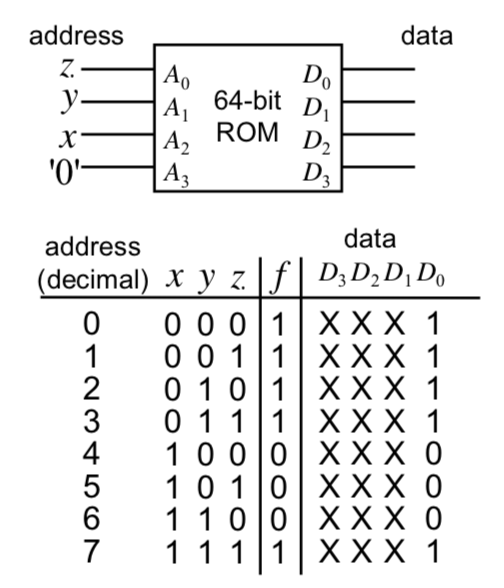 address data
z A0 D0
y A1 64-bit D1
x A2 ROM D2
'0' A3 D3
address data
(decimal) x y z f D3 D2 D1 D0
0 0 0 0 1 X X X 1
1 0 0 1 1 X X X 1
2 0 1 0 1 X X X 1
3 0 1 1 1 X X X 1
4 1 0 0 0 X X X 0
5 1 0 1 0 X X X 0
6 1 1 0 0 X X X 0
7 1 1 1 1 X X X 1